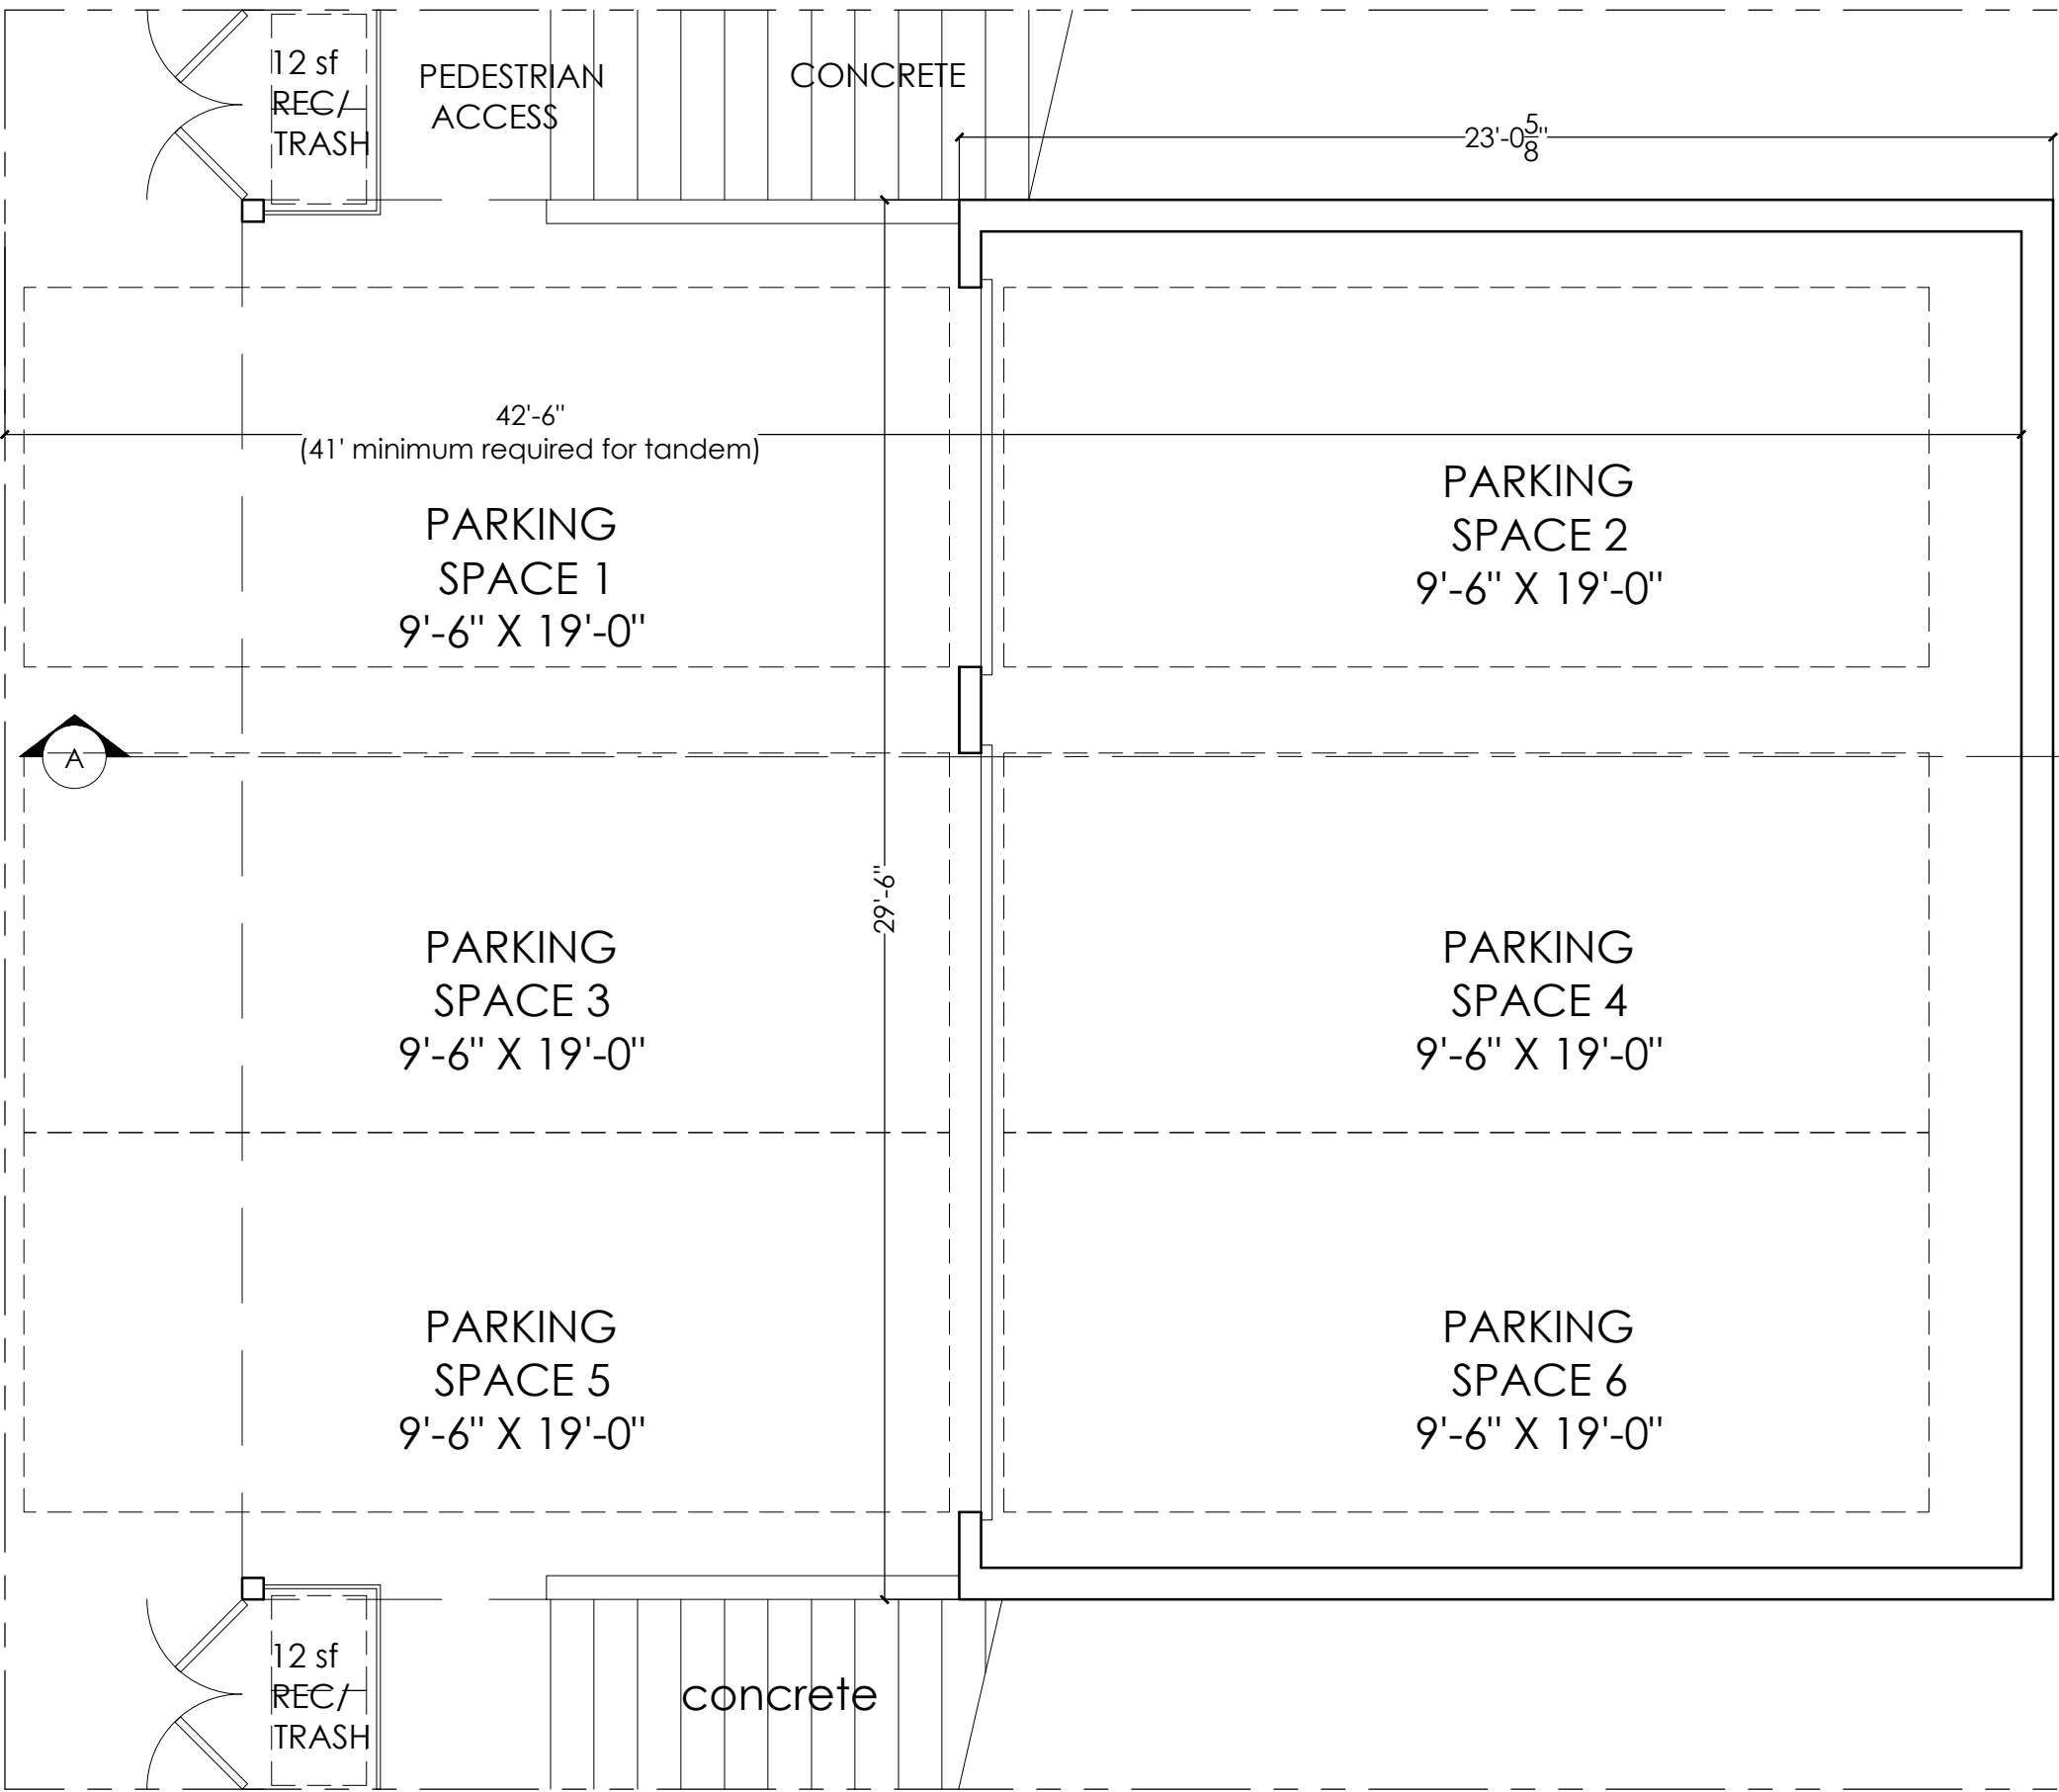 12 sf
REC/
TRASH
PEDESTRIAN
ACCESS
CONCRETE
23'-0 5/8"
42'-6"
(41' minimum required for tandem)
PARKING
SPACE 1
9'-6" X 19'-0"
PARKING
SPACE 2
9'-6" X 19'-0"
A
29'-6"
PARKING
SPACE 3
9'-6" X 19'-0"
PARKING
SPACE 4
9'-6" X 19'-0"
PARKING
SPACE 5
9'-6" X 19'-0"
PARKING
SPACE 6
9'-6" X 19'-0"
12 sf
REC/
TRASH
concrete